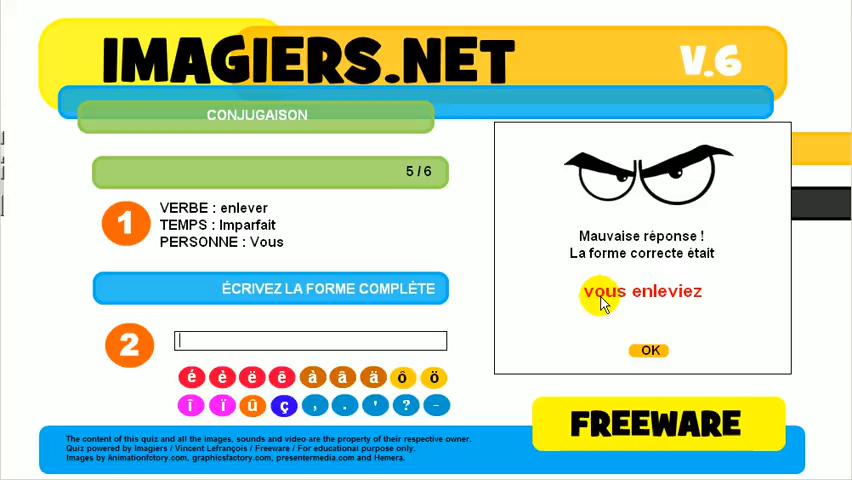 IMAGIERS.NET
V.6
CONJUGAISON
5 / 6
1
VERBE : enlever
TEMPS : Imparfait
PERSONNE : Vous
ÉCRIVEZ LA FORME COMPLÈTE
2
é è ë ê à â ä ô ö
î ï û ç , . ' ? -
Mauvaise réponse !
La forme correcte était
vous enleviez
OK
FREEWARE
The content of this quiz and all the images, sounds and video are the property of their respective owner.
Quiz powered by Imagiers / Vincent Lefrançois / Freeware / For educational purpose only.
Images by Animationfctory.com, graphicsfactory.com, presentermedia.com and Hemera.